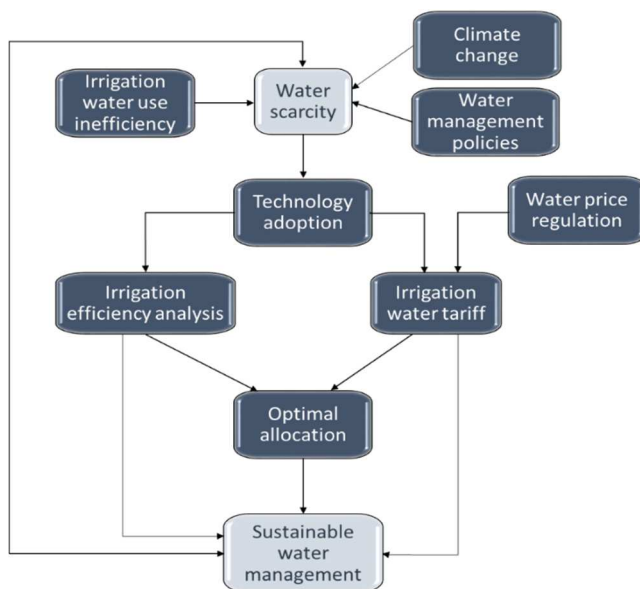 Climate
change
Irrigation
water use
inefficiency
Water
scarcity
Water
management
policies
Technology
adoption
Water price
regulation
Irrigation
efficiency analysis
Irrigation
water tariff
Optimal
allocation
Sustainable
water
management